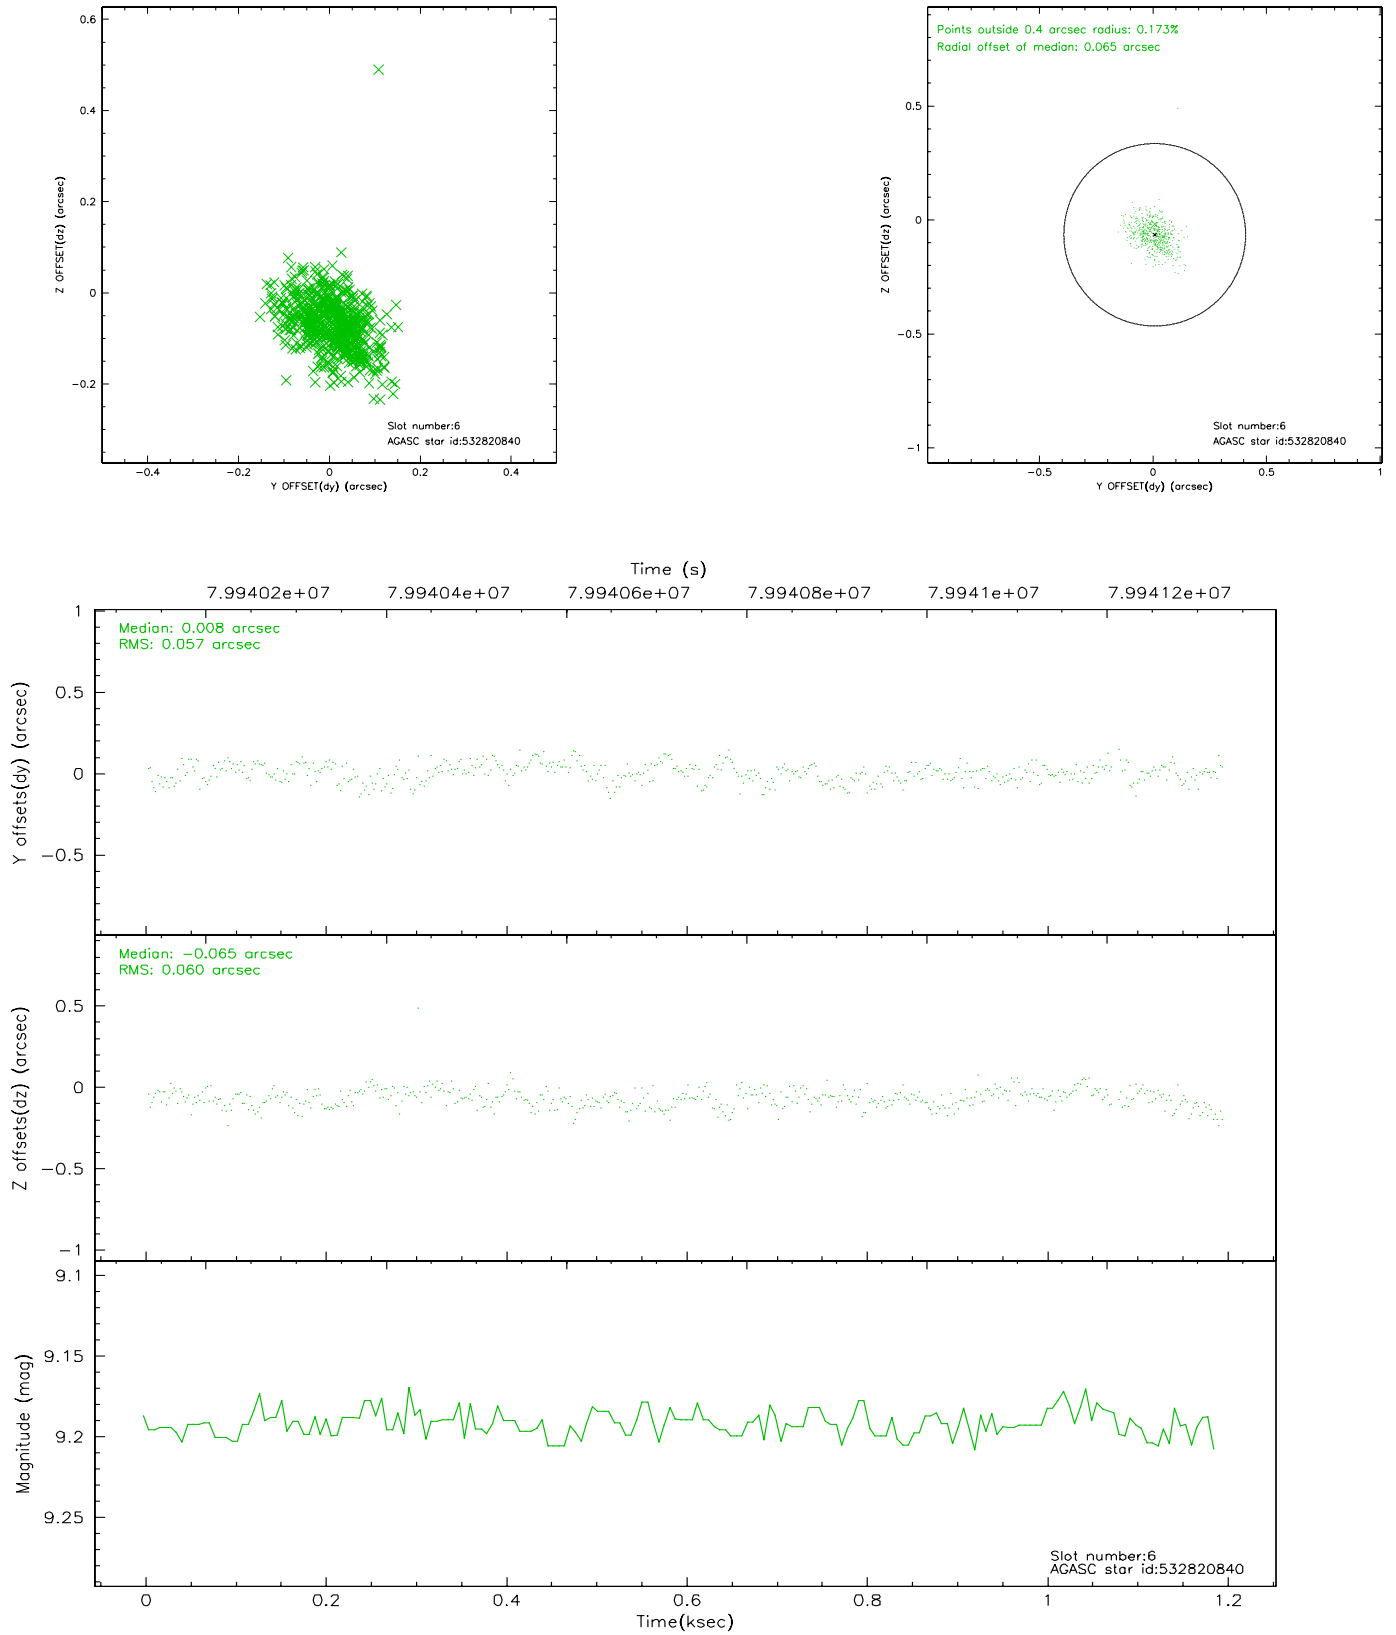 0.6
0.4
0.2
0
−0.2
Z OFFSET(dz) (arcsec)
Slot number:6
AGASC star id:532820840
−0.4
−0.2
0
0.2
0.4
Y OFFSET(dy) (arcsec)
Points outside 0.4 arcsec radius: 0.173%
Radial offset of median: 0.065 arcsec
0.5
0
−0.5
−1
Z OFFSET(dz) (arcsec)
Slot number:6
AGASC star id:532820840
−0.5
0
0.5
1
Y OFFSET(dy) (arcsec)
Time (s)
7.99402e+07
7.99404e+07
7.99406e+07
7.99408e+07
7.9941e+07
7.99412e+07
Median: 0.008 arcsec
RMS: 0.057 arcsec
1
0.5
0
−0.5
Y offsets(dy) (arcsec)
Median: −0.065 arcsec
RMS: 0.060 arcsec
0.5
0
−0.5
−1
Z offsets(dz) (arcsec)
9.1
9.15
9.2
9.25
Magnitude (mag)
Slot number:6
AGASC star id:532820840
0
0.2
0.4
0.6
0.8
1
1.2
Time(ksec)